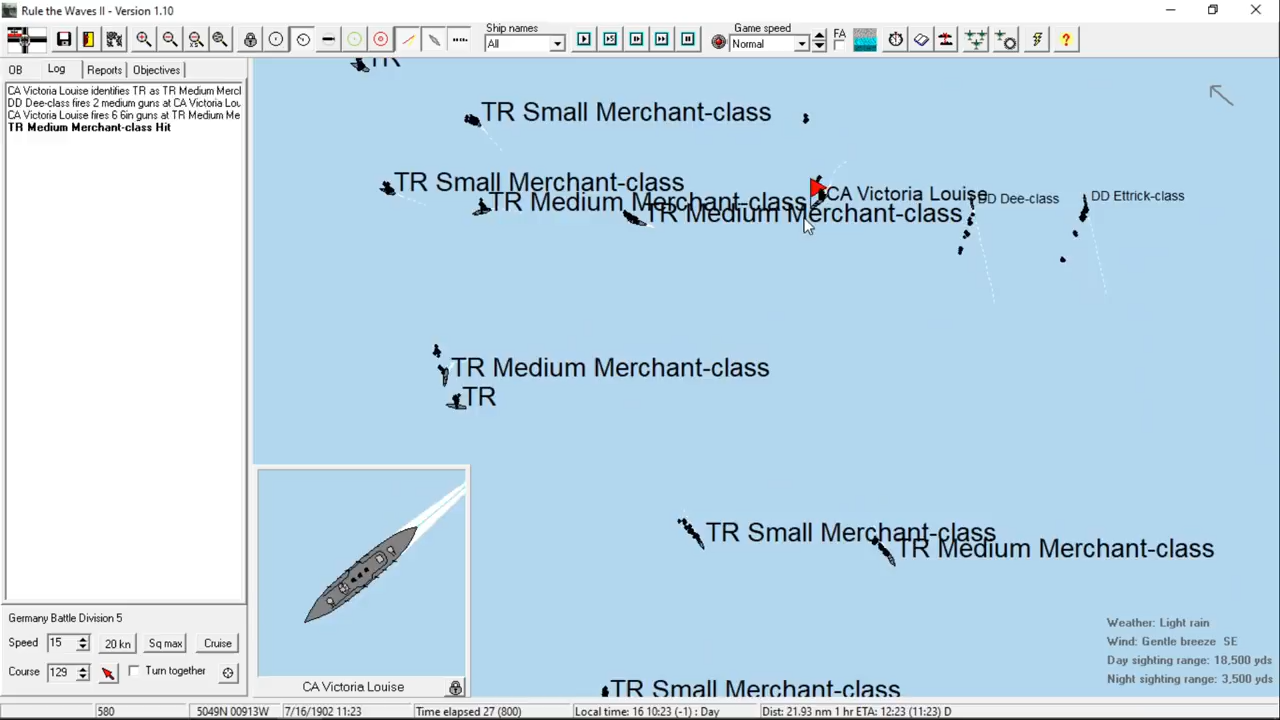 Rule the Waves II - Version 1.10
Ship names
Game speed
FA
All
Normal
OB
Log
Reports
Objectives
CA Victoria Louise identifies TR as TR Medium Mercl
DD Dee-class fires 2 medium guns at CA Victoria Lou
CA Victoria Louise fires 6 6in guns at TR Medium Me
TR Medium Merchant-class Hit
TR Small Merchant-class
TR Small Merchant-class
TR Medium Merchant-class
CA Victoria Louise
DD Dee-class
DD Ettrick-class
TR Medium Merchant-class
TR Medium Merchant-class
TR
TR Small Merchant-class
TR Medium Merchant-class
TR Small Merchant-class
Germany Battle Division 5
Speed 15 20 kn Sq max Cruise
Course 129 Turn together
CA Victoria Louise
Weather: Light rain
Wind: Gentle breeze SE
Day sighting range: 18,500 yds
Night sighting range: 3,500 yds
580
5049N 00913W
7/16/1902 11:23
Time elapsed 27 (800)
Local time: 16 10:23 (-1) : Day
Dist: 21.93 nm 1 hr ETA: 12:23 (11:23) D